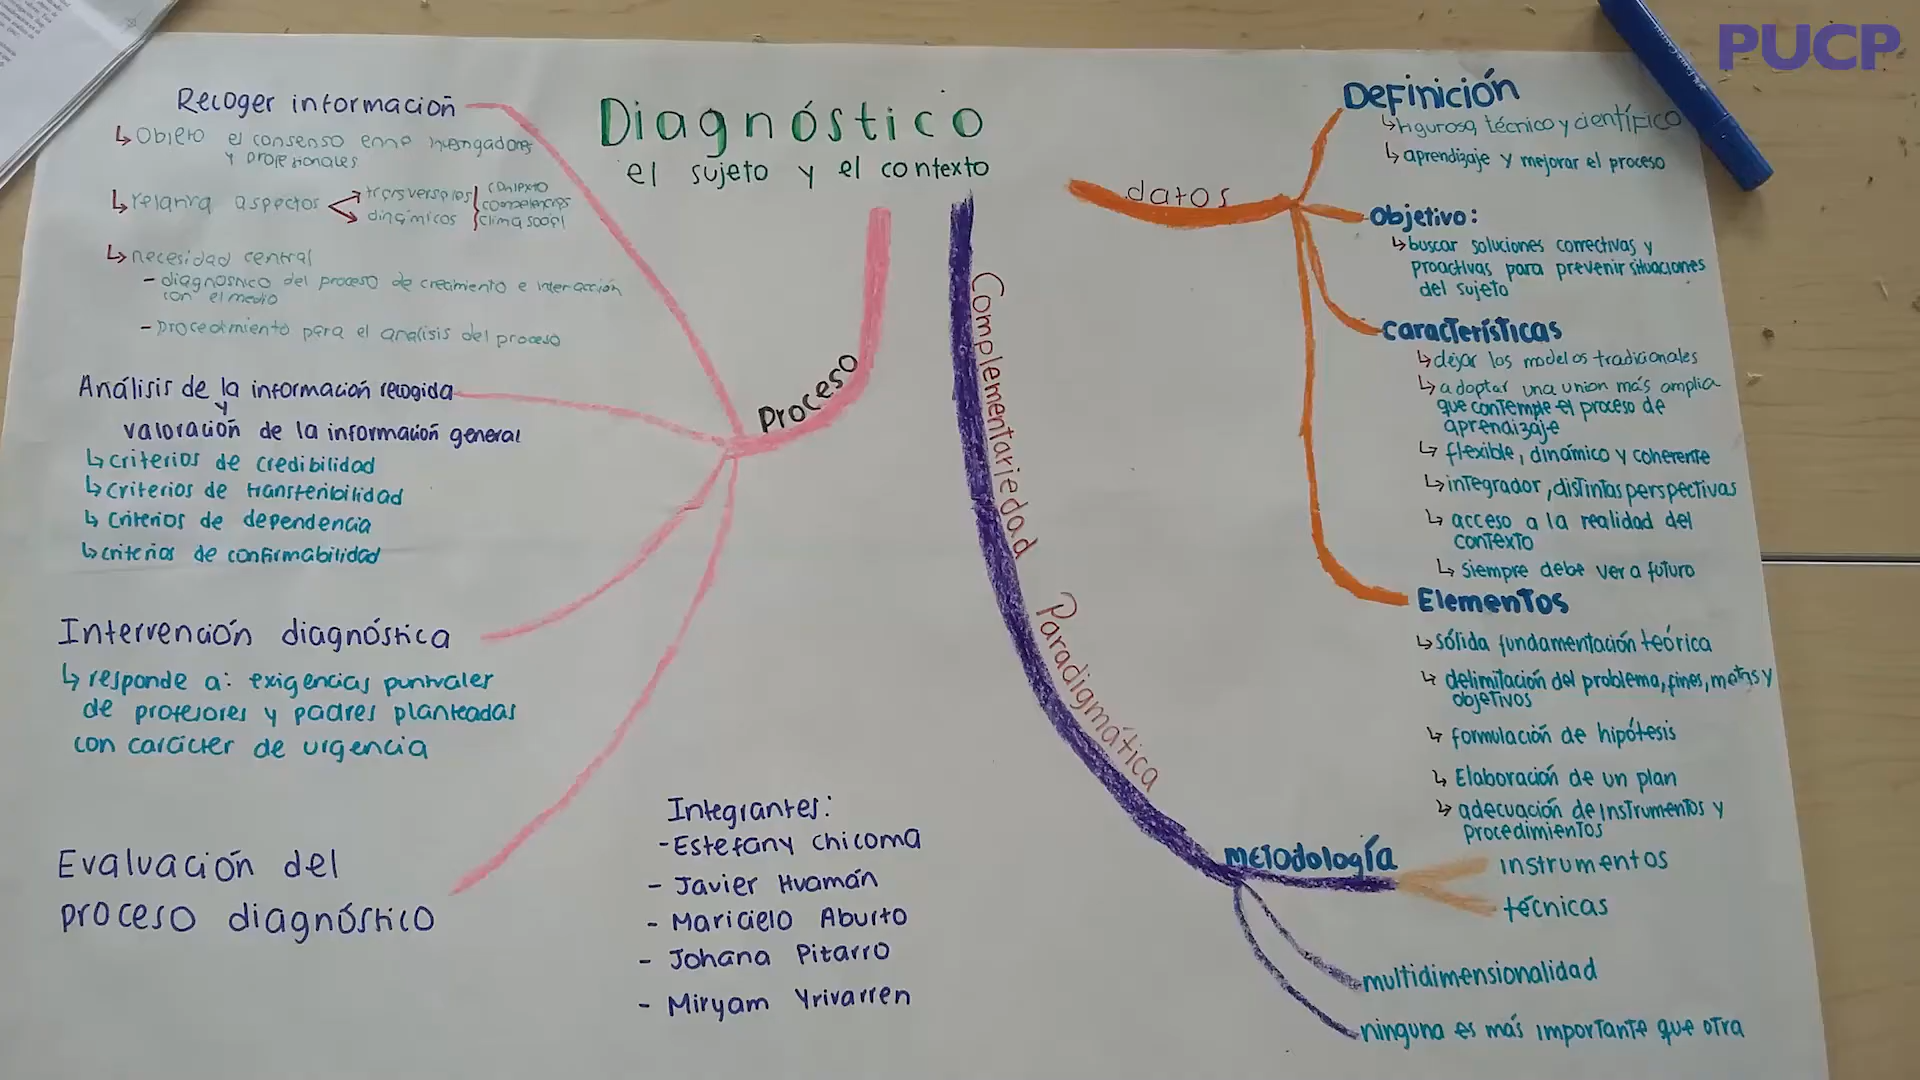 PUCP
Diagnóstico
el sujeto y el contexto
Proceso
Recoger información
↳ Objeto el consenso entre investigadores
y profesionales
↳ relativa aspectos
transversales
dinámicos
contexto
competencias
clima social
↳ necesidad central
- diagnostico del proceso de crecimiento e interacción
con el medio
- procedimiento para el analisis del proceso
Análisis de la información recogida
y
valoración de la información general
↳ criterios de credibilidad
↳ criterios de transferibilidad
↳ criterios de dependencia
↳ criterios de confirmabilidad
Intervención diagnóstica
↳ responde a: exigencias puntuales
de profesores y padres planteadas
con carácter de urgencia
Evaluación del
proceso diagnóstico
Integrantes:
- Estefany Chicoma
- Javier Huamán
- Maricielo Aburto
- Johana Pitarro
- Miryam Yrivarren
datos
Definición
↳ rigurosa, técnico y científico
↳ aprendizaje y mejorar el proceso
Objetivo:
↳ buscar soluciones correctivas y
proactivas para prevenir situaciones
del sujeto
características
↳ dejar los modelos tradicionales
↳ adoptar una union más amplia
que contemple el proceso de
aprendizaje
↳ flexible, dinámico y coherente
↳ integrador, distintas perspectivas
↳ acceso a la realidad del
contexto
↳ siempre debe ver a futuro
Elementos
↳ sólida fundamentación teórica
↳ delimitación del problema, fines, metas y
objetivos
↳ formulación de hipótesis
↳ Elaboración de un plan
↳ adecuación de instrumentos y
procedimientos
Complementariedad Paradigmática
metodología
instrumentos
técnicas
multidimensionalidad
ninguna es más importante que otra